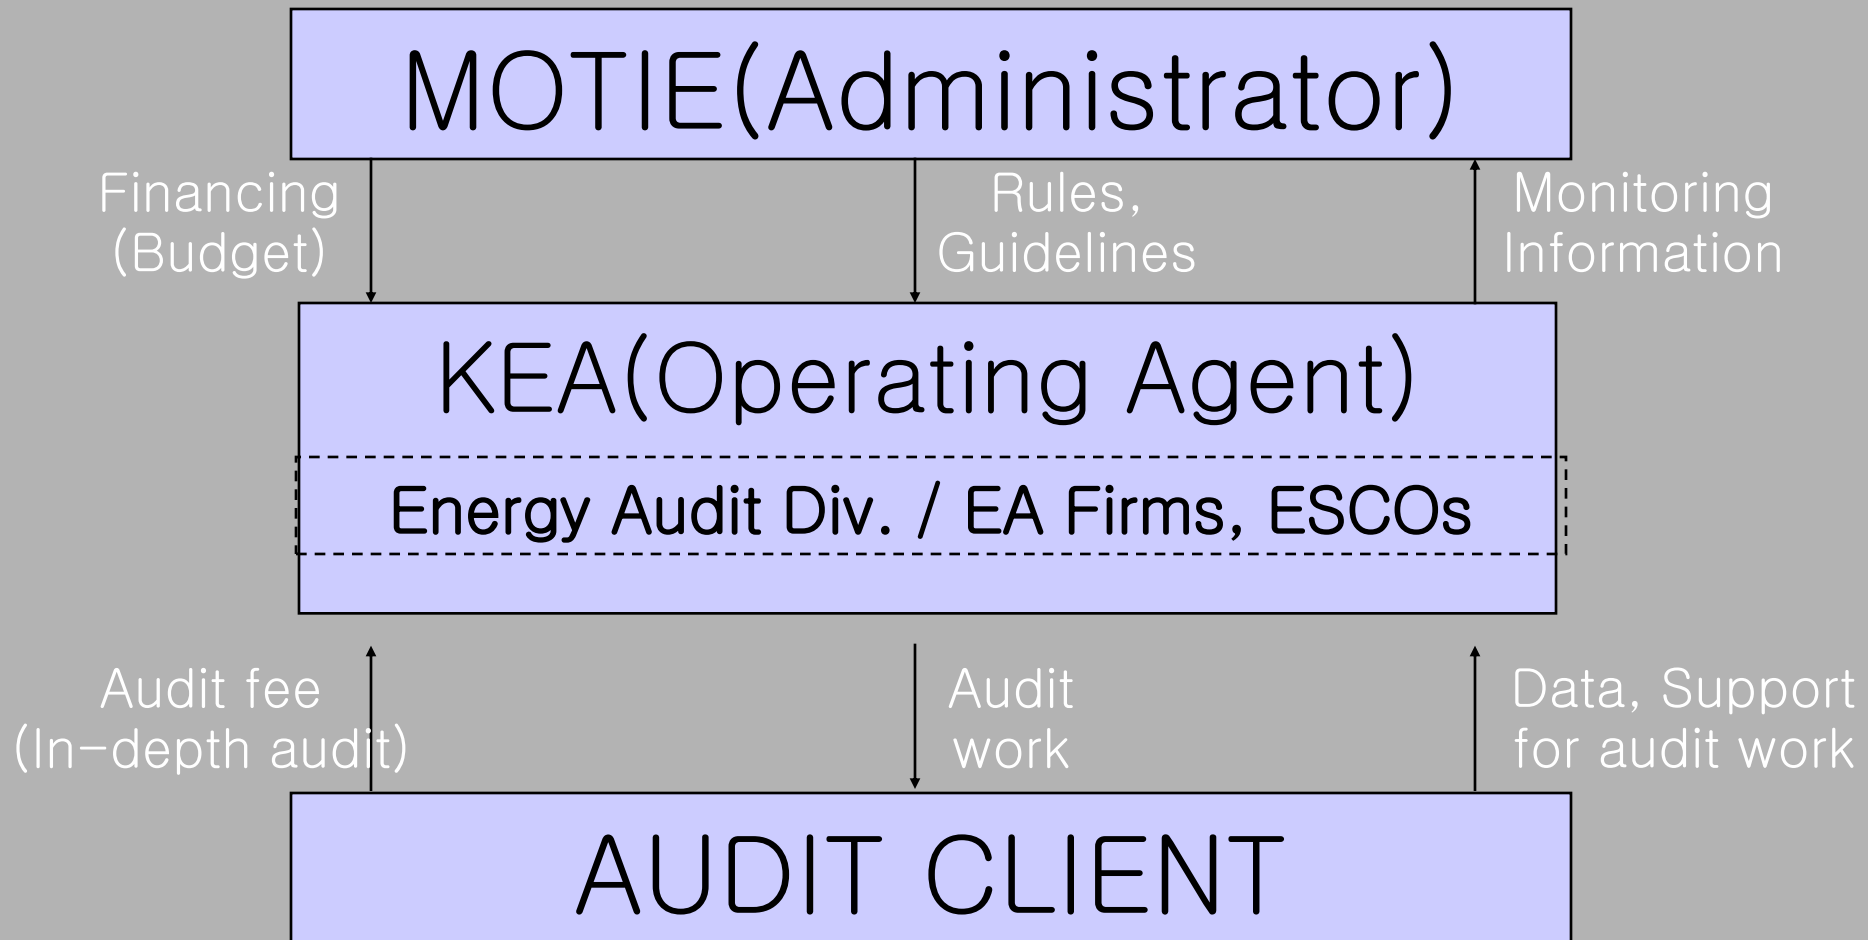 MOTIE(Administrator)
Financing
(Budget)
Rules,
Guidelines
Monitoring
Information
KEA(Operating Agent)
Energy Audit Div. / EA Firms, ESCOs
Audit fee
(In-depth audit)
Audit
work
Data, Support
for audit work
AUDIT CLIENT